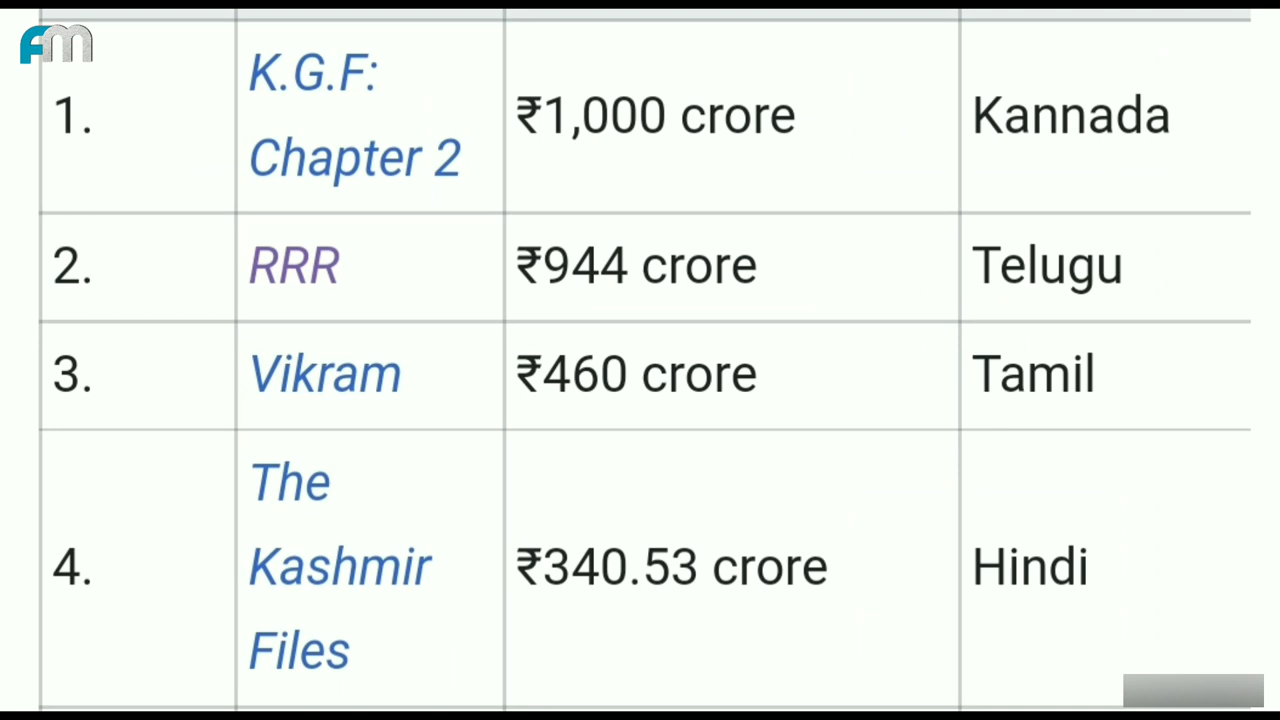 FM
1. K.G.F: Chapter 2 ₹1,000 crore Kannada
2. RRR ₹944 crore Telugu
3. Vikram ₹460 crore Tamil
4. The Kashmir Files ₹340.53 crore Hindi